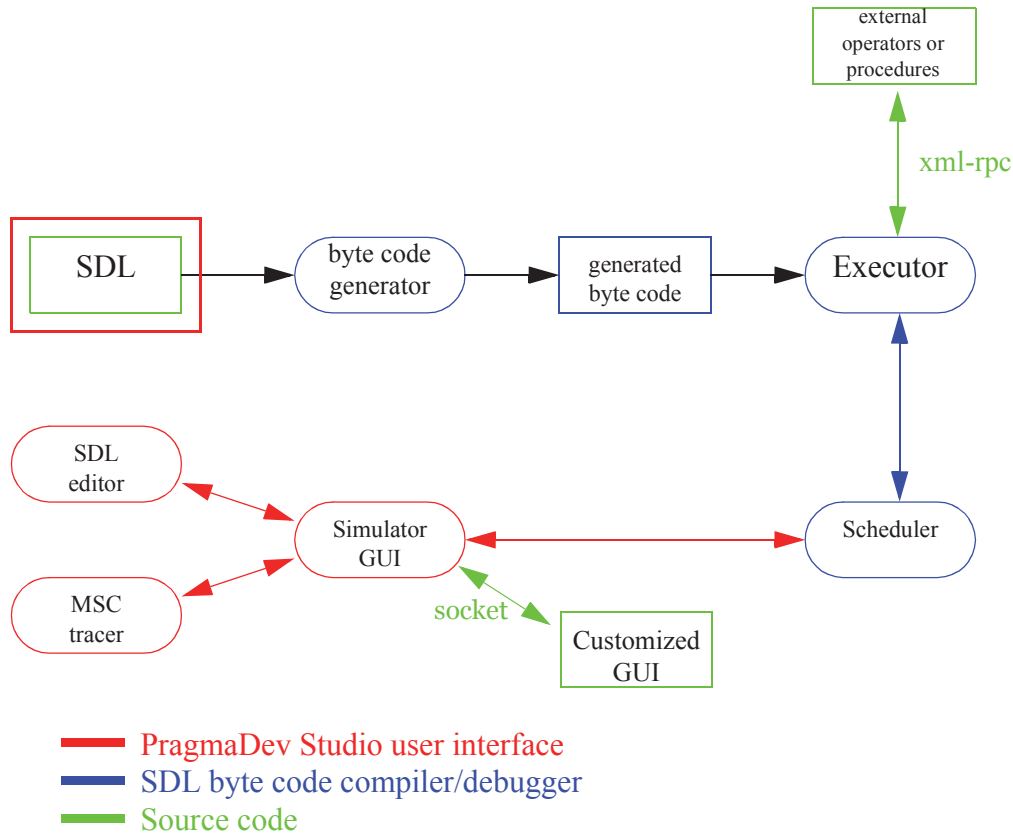 external
operators or
procedures
xml-rpc
SDL
byte code
generator
generated
byte code
Executor
SDL
editor
Simulator
GUI
Scheduler
MSC
tracer
socket
Customized
GUI
PragmaDev Studio user interface
SDL byte code compiler/debugger
Source code